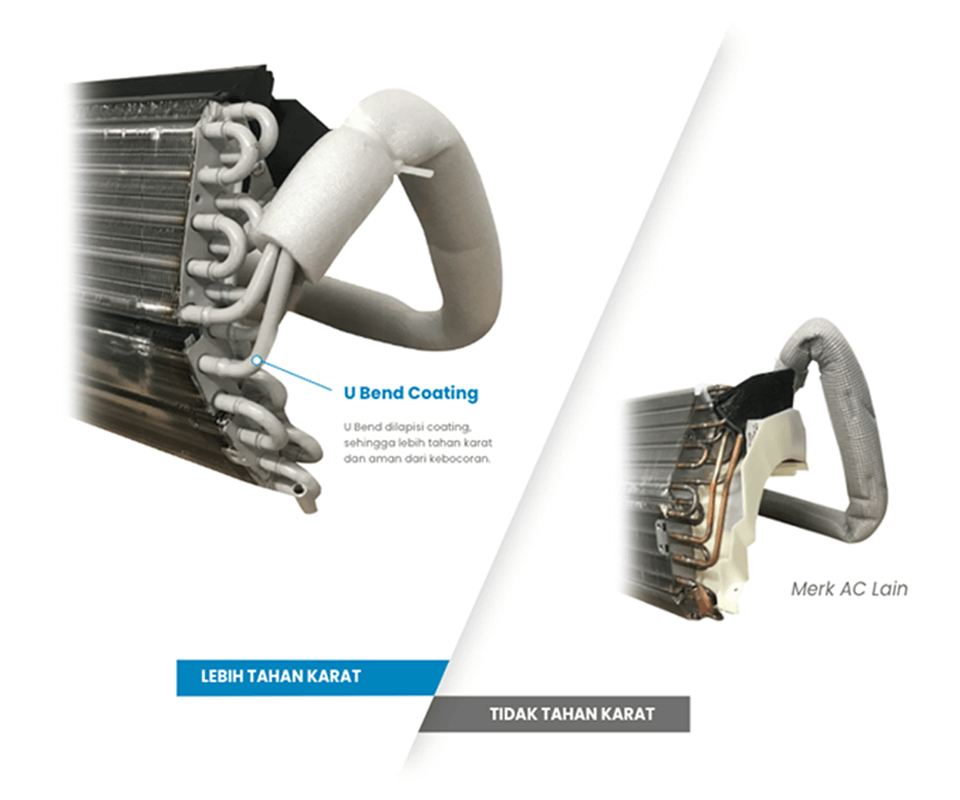 U Bend Coating
U Bend dilapisi coating,
sehingga lebih tahan karat
dan aman dari kebocoran.
Merk AC Lain
LEBIH TAHAN KARAT
TIDAK TAHAN KARAT